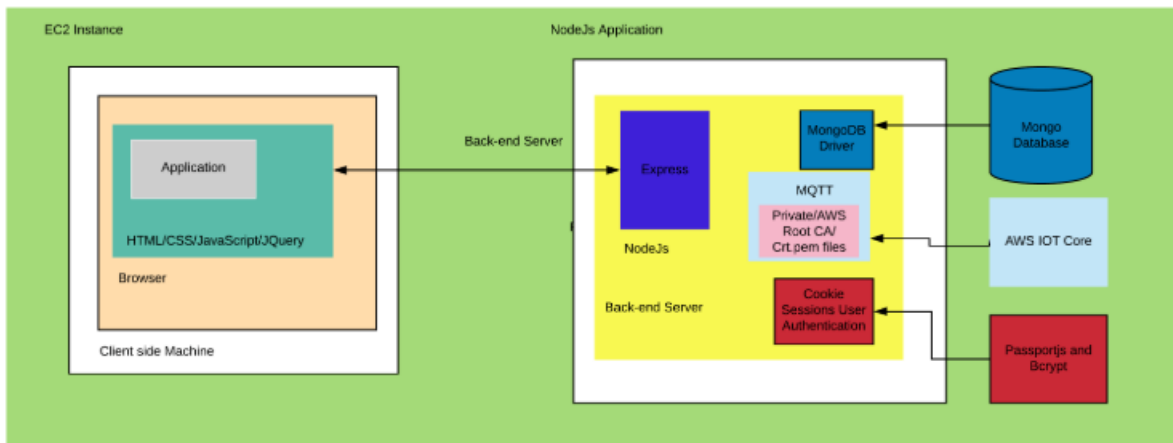 EC2 Instance
NodeJs Application
Application
HTML/CSS/JavaScript/JQuery
Browser
Client side Machine
Back-end Server
Express
NodeJs
Back-end Server
MongoDB
Driver
MQTT
Private/AWS
Root CA/
Crt.pem files
Cookie
Sessions User
Authentication
Mongo
Database
AWS IOT Core
Passportjs and
Bcrypt